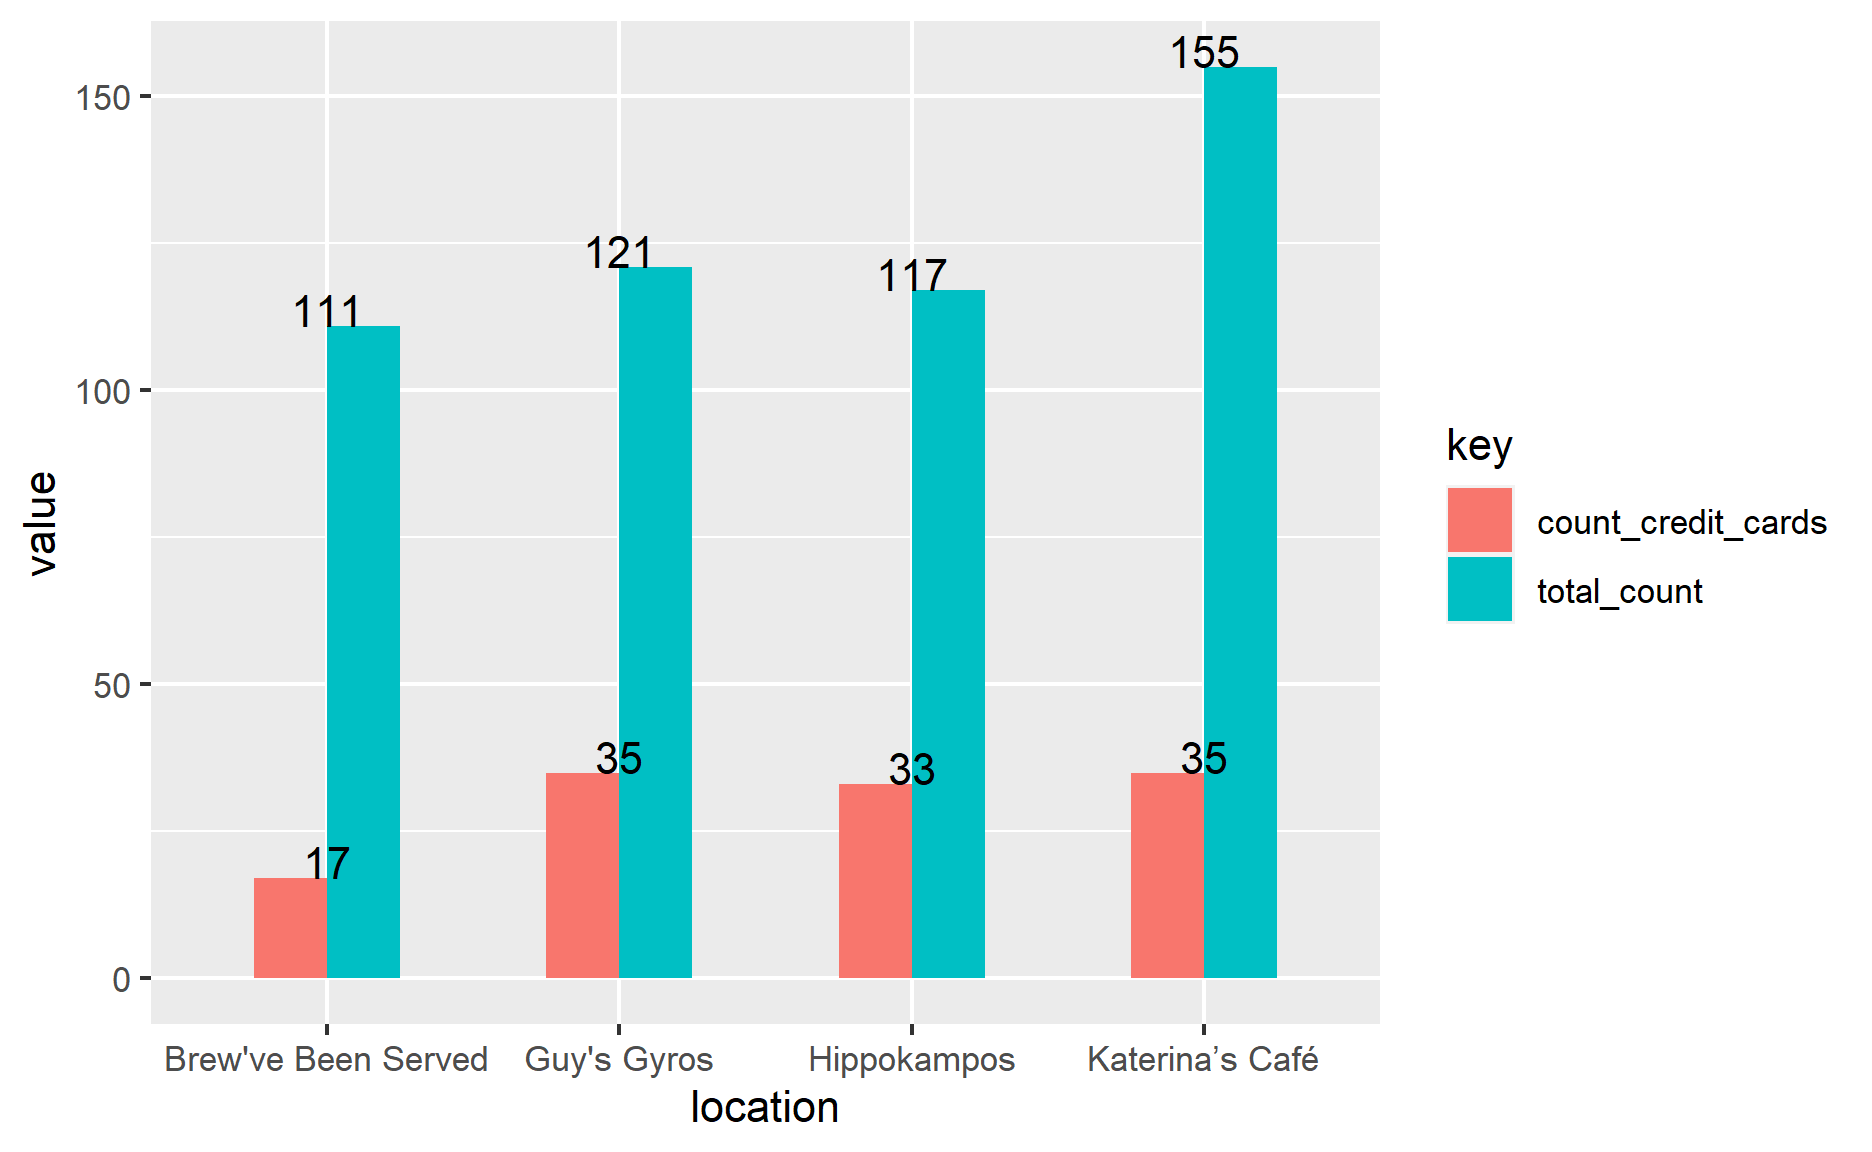 155
150
121
117
111
100
value
key
count_credit_cards
total_count
50
35
33
35
17
0
Brew've Been Served Guy's Gyros Hippokampos Katerina’s Café
location